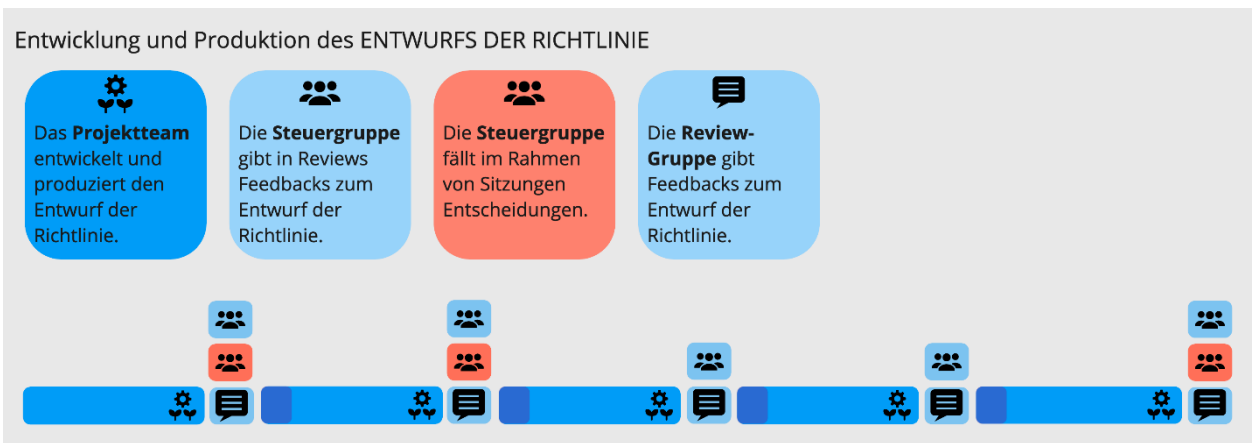 Entwicklung und Produktion des ENTWURFS DER RICHTLINIE
Das Projektteam
entwickelt und
produziert den
Entwurf der
Richtlinie.
Die Steuergruppe
gibt in Reviews
Feedbacks zum
Entwurf der
Richtlinie.
Die Steuergruppe
fällt im Rahmen
von Sitzungen
Entscheidungen.
Die Review-
Gruppe gibt
Feedbacks zum
Entwurf der
Richtlinie.